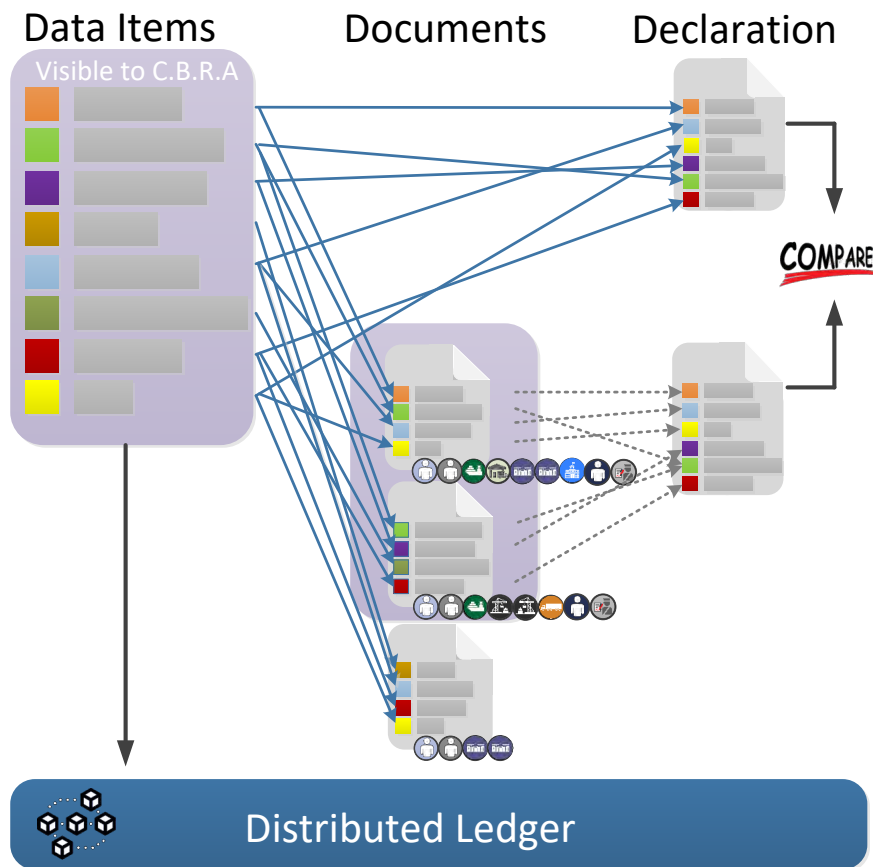 Data Items
Documents
Declaration
Visible to C.B.R.A
COMPARE
Distributed Ledger